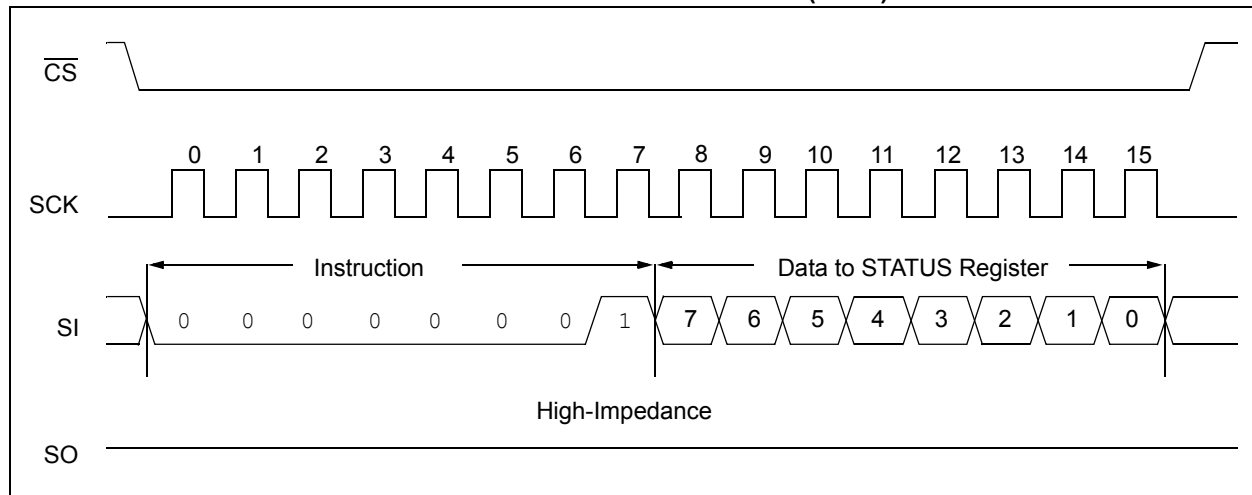 CS
0 1 2 3 4 5 6 7 8 9 10 11 12 13 14 15
SCK
Instruction Data to STATUS Register
SI 0 0 0 0 0 0 0 1 7 6 5 4 3 2 1 0
High-Impedance
SO